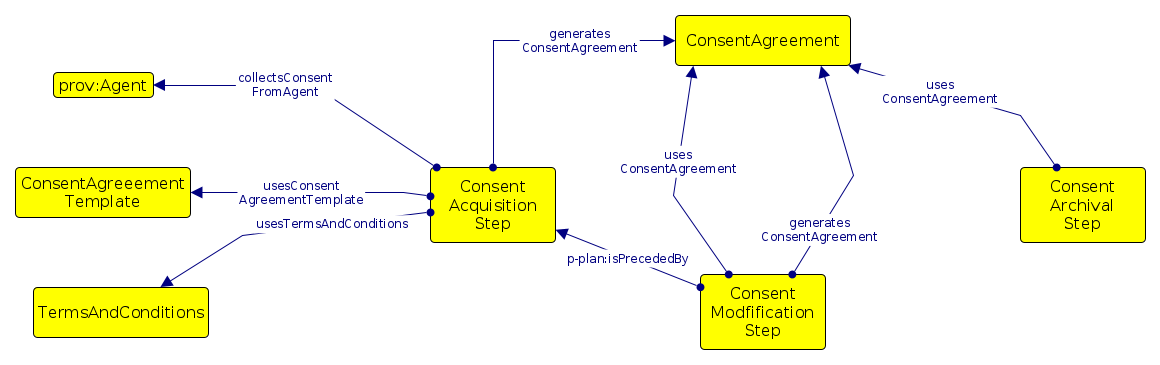 generates
ConsentAgreement
ConsentAgreement
collectsConsent
FromAgent
prov:Agent
uses
ConsentAgreement
uses
ConsentAgreement
ConsentAgreeement
Template
usesConsent
AgreementTemplate
Consent
Acquisition
Step
Consent
Archival
Step
usesTermsAndConditions
generates
ConsentAgreement
p-plan:isPrecededBy
TermsAndConditions
Consent
Modfification
Step